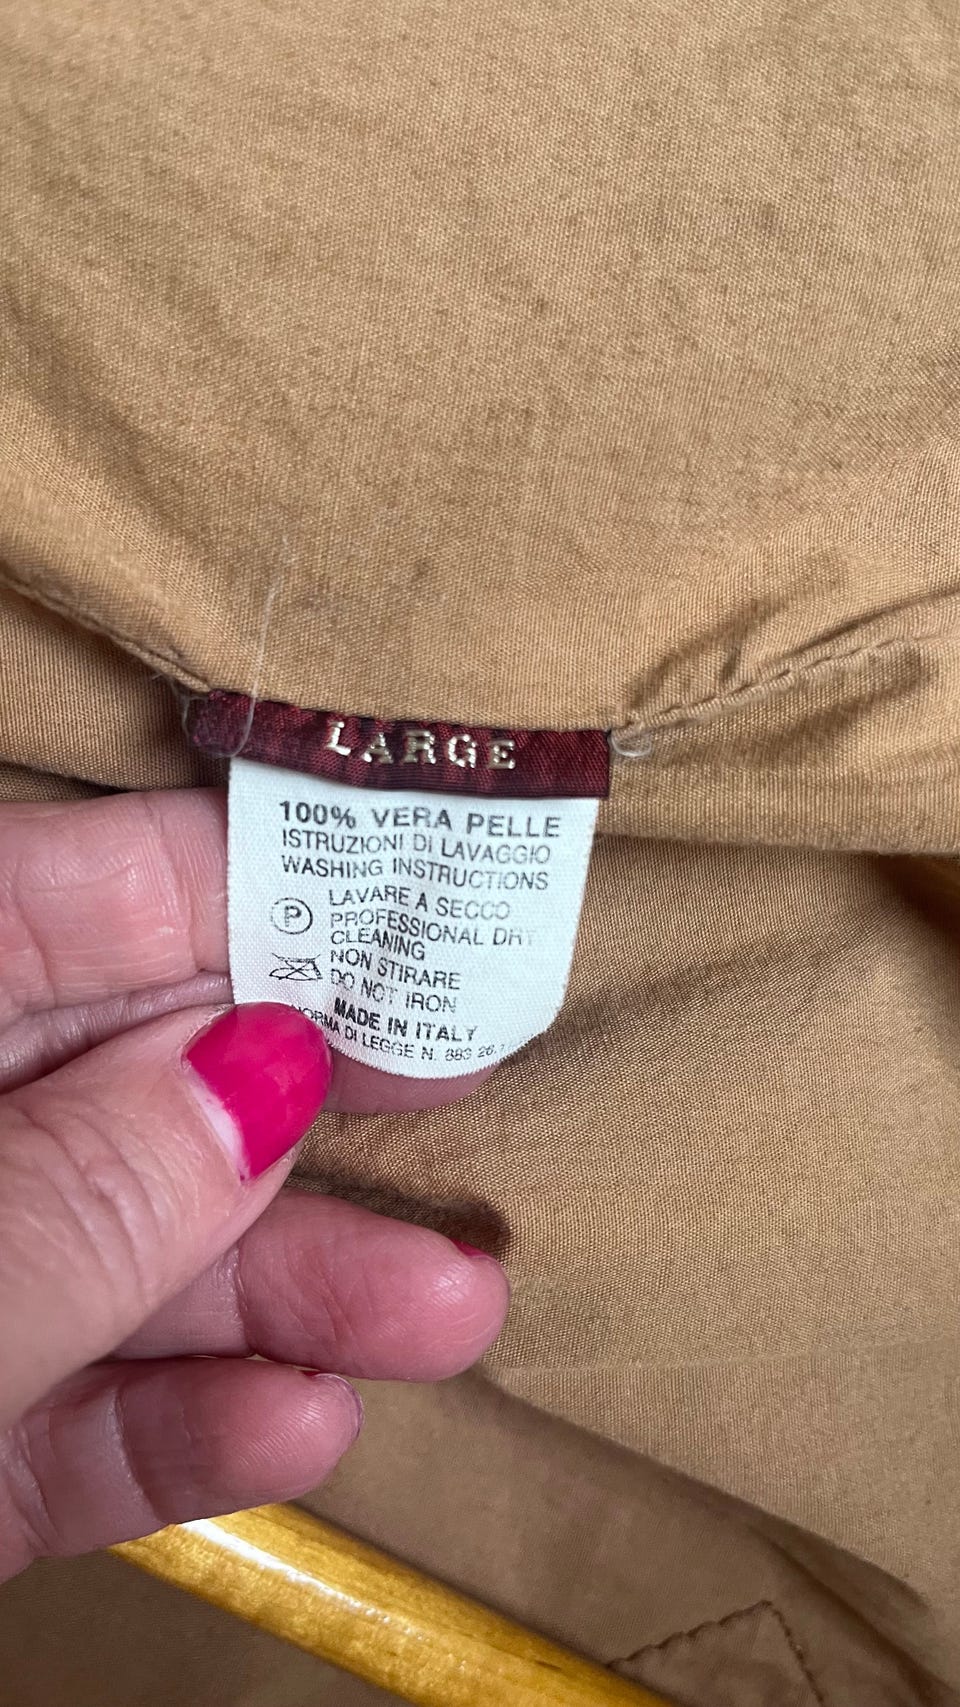 LARGE
100% VERA PELLE
ISTRUZIONI DI LAVAGGIO
WASHING INSTRUCTIONS
P
LAVARE A SECCO
PROFESSIONAL DRY
CLEANING
NON STIRARE
DO NOT IRON
MADE IN ITALY
NORMA DI LEGGE N. 883 26.